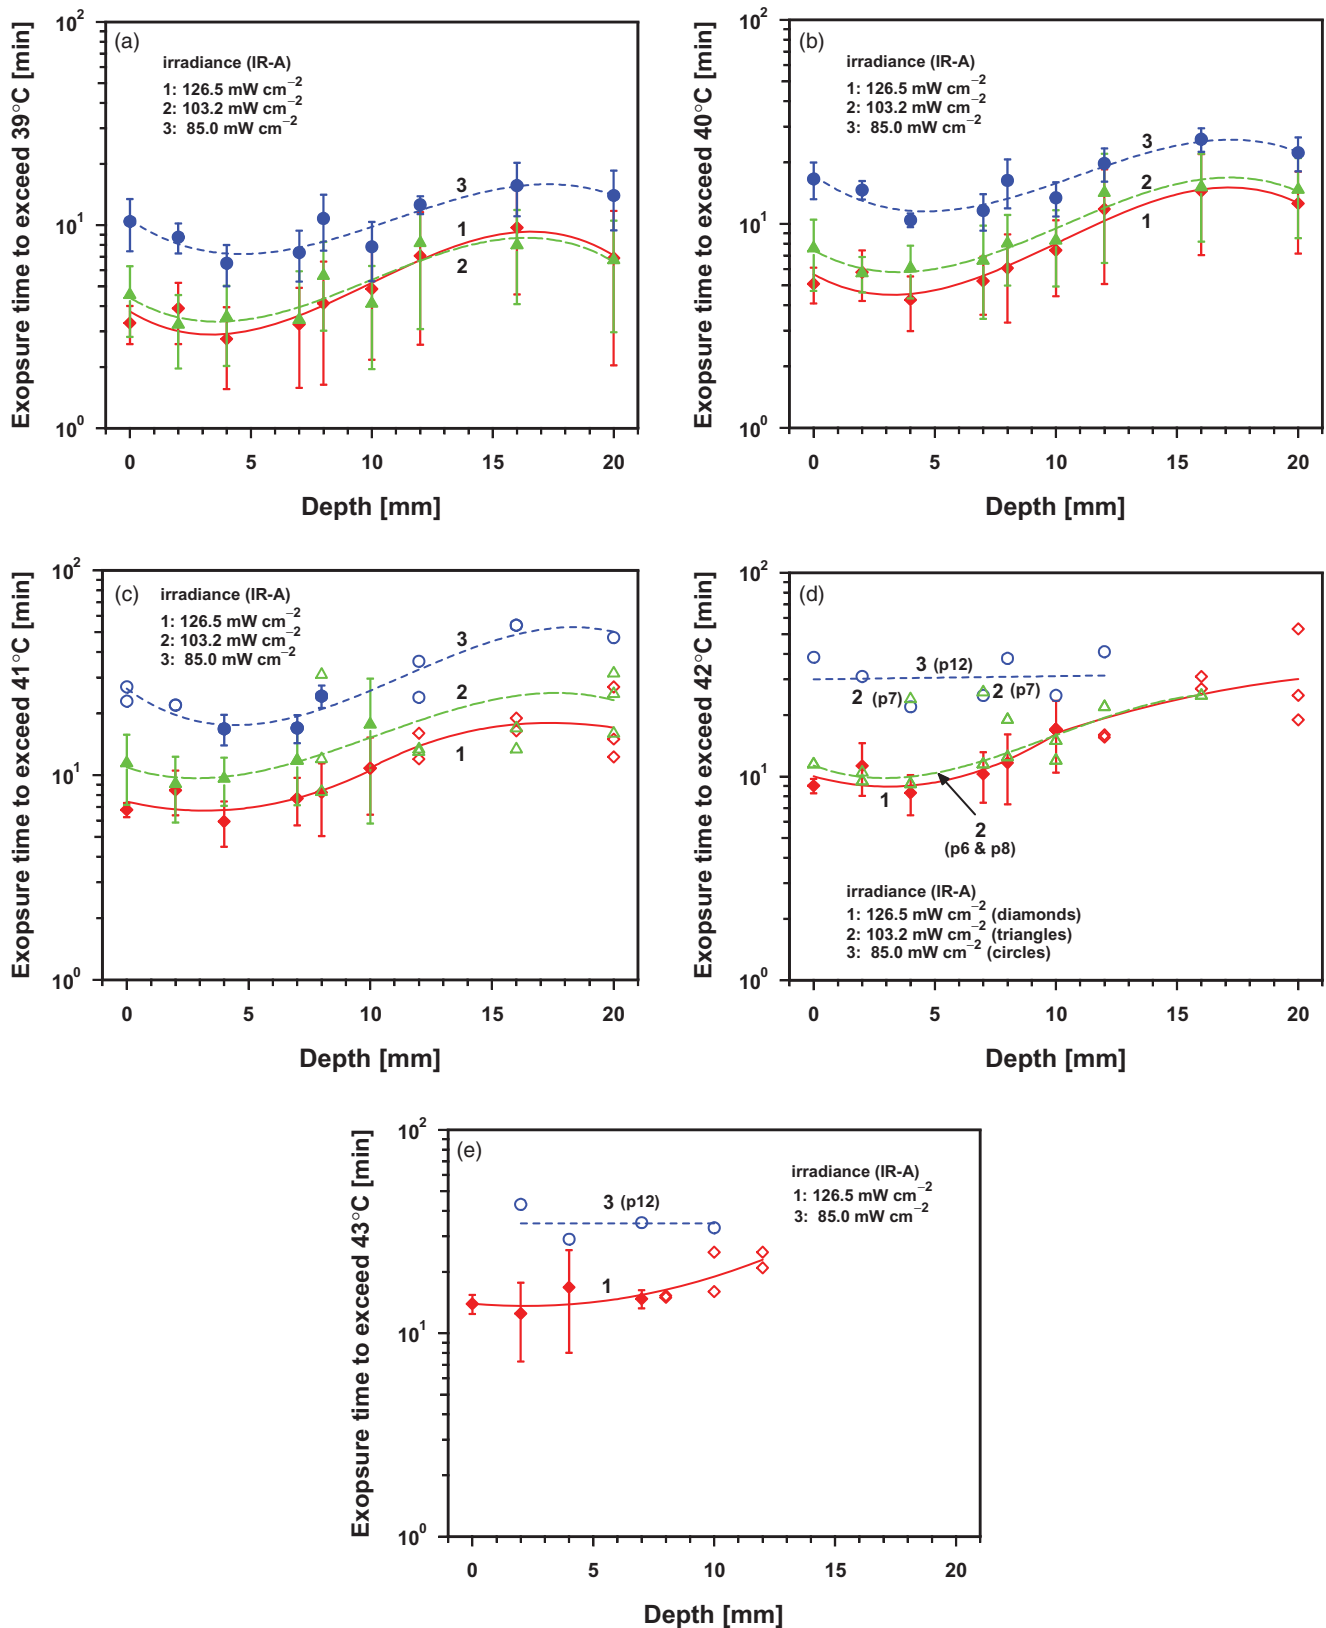 (a)
irradiance (IR-A)
1: 126.5 mW cm⁻²
2: 103.2 mW cm⁻²
3: 85.0 mW cm⁻²
Exopsure time to exceed 39°C [min]
10²
10¹
10⁰
3
1
2
0 5 10 15 20
Depth [mm]
(b)
irradiance (IR-A)
1: 126.5 mW cm⁻²
2: 103.2 mW cm⁻²
3: 85.0 mW cm⁻²
Exopsure time to exceed 40°C [min]
10²
10¹
10⁰
3
2
1
0 5 10 15 20
Depth [mm]
(c)
irradiance (IR-A)
1: 126.5 mW cm⁻²
2: 103.2 mW cm⁻²
3: 85.0 mW cm⁻²
Exopsure time to exceed 41°C [min]
10²
10¹
10⁰
3
2
1
0 5 10 15 20
Depth [mm]
(d)
Exopsure time to exceed 42°C [min]
10²
10¹
10⁰
3 (p12)
2 (p7)
2 (p7)
1
2
(p6 & p8)
irradiance (IR-A)
1: 126.5 mW cm⁻² (diamonds)
2: 103.2 mW cm⁻² (triangles)
3: 85.0 mW cm⁻² (circles)
0 5 10 15 20
Depth [mm]
(e)
irradiance (IR-A)
1: 126.5 mW cm⁻²
3: 85.0 mW cm⁻²
Exopsure time to exceed 43°C [min]
10²
10¹
10⁰
3 (p12)
1
0 5 10 15 20
Depth [mm]